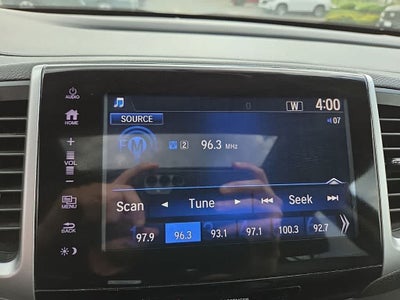 AUDIO
W 4:00
SOURCE
07
HOME
FM
2 96.3 MHz
+
VOL
-
Scan Tune Seek
MENU
BACK
97.9 96.3 93.1 97.1 100.3 92.7